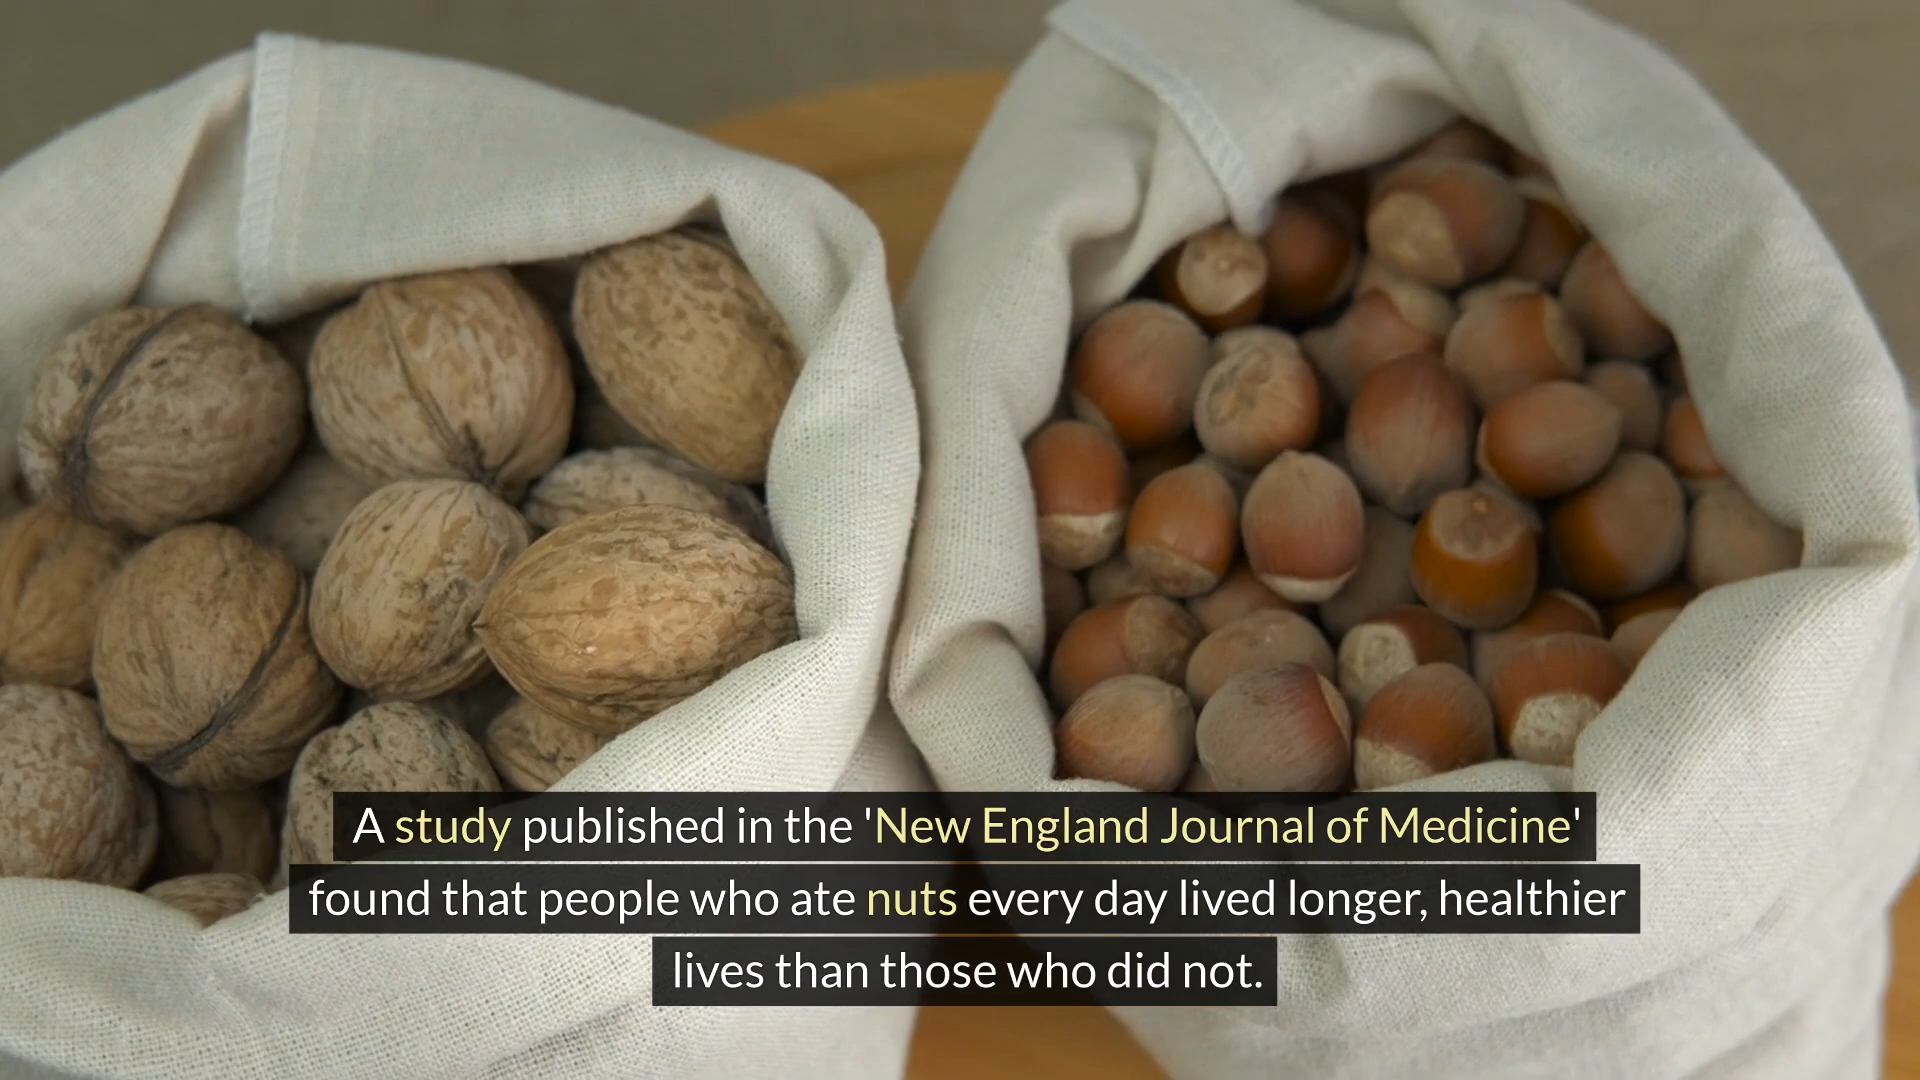 A study published in the 'New England Journal of Medicine'
found that people who ate nuts every day lived longer, healthier
lives than those who did not.